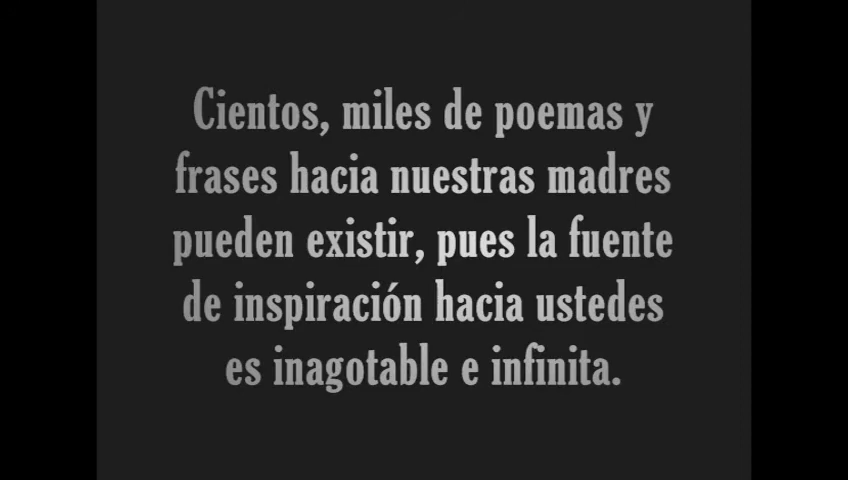 Cientos, miles de poemas y
frases hacia nuestras madres
pueden existir, pues la fuente
de inspiración hacia ustedes
es inagotable e infinita.